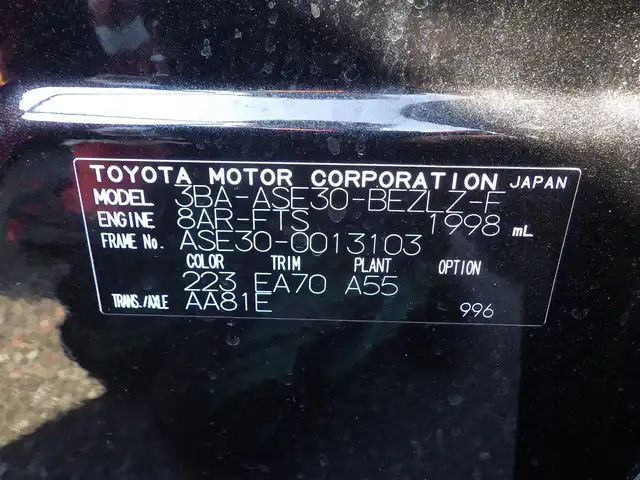 TOYOTA MOTOR CORPORATION JAPAN
MODEL 3BA-ASE30-BEZLZ-F
ENGINE 8AR-FTS 1998 mL
FRAME No. ASE30-0013103
COLOR TRIM PLANT OPTION
223 EA70 A55
TRANS./AXLE AA81E 996